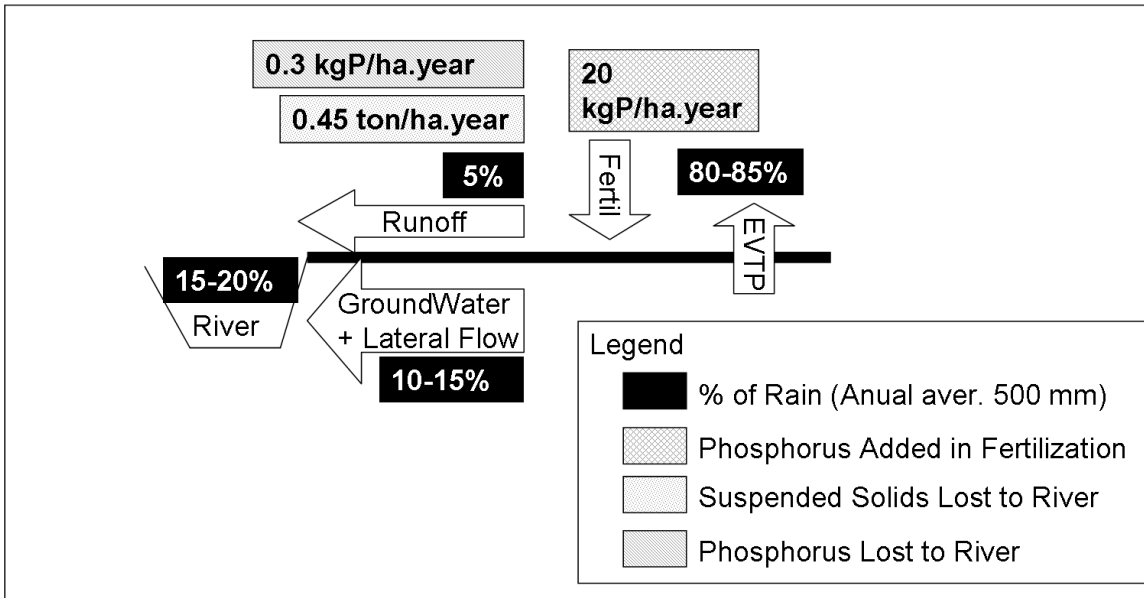 0.3 kgP/ha.year
0.45 ton/ha.year
20
kgP/ha.year
5%
Fertil
80-85%
Runoff
EVTP
15-20%
River
GroundWater
+ Lateral Flow
10-15%
Legend
% of Rain (Anual aver. 500 mm)
Phosphorus Added in Fertilization
Suspended Solids Lost to River
Phosphorus Lost to River